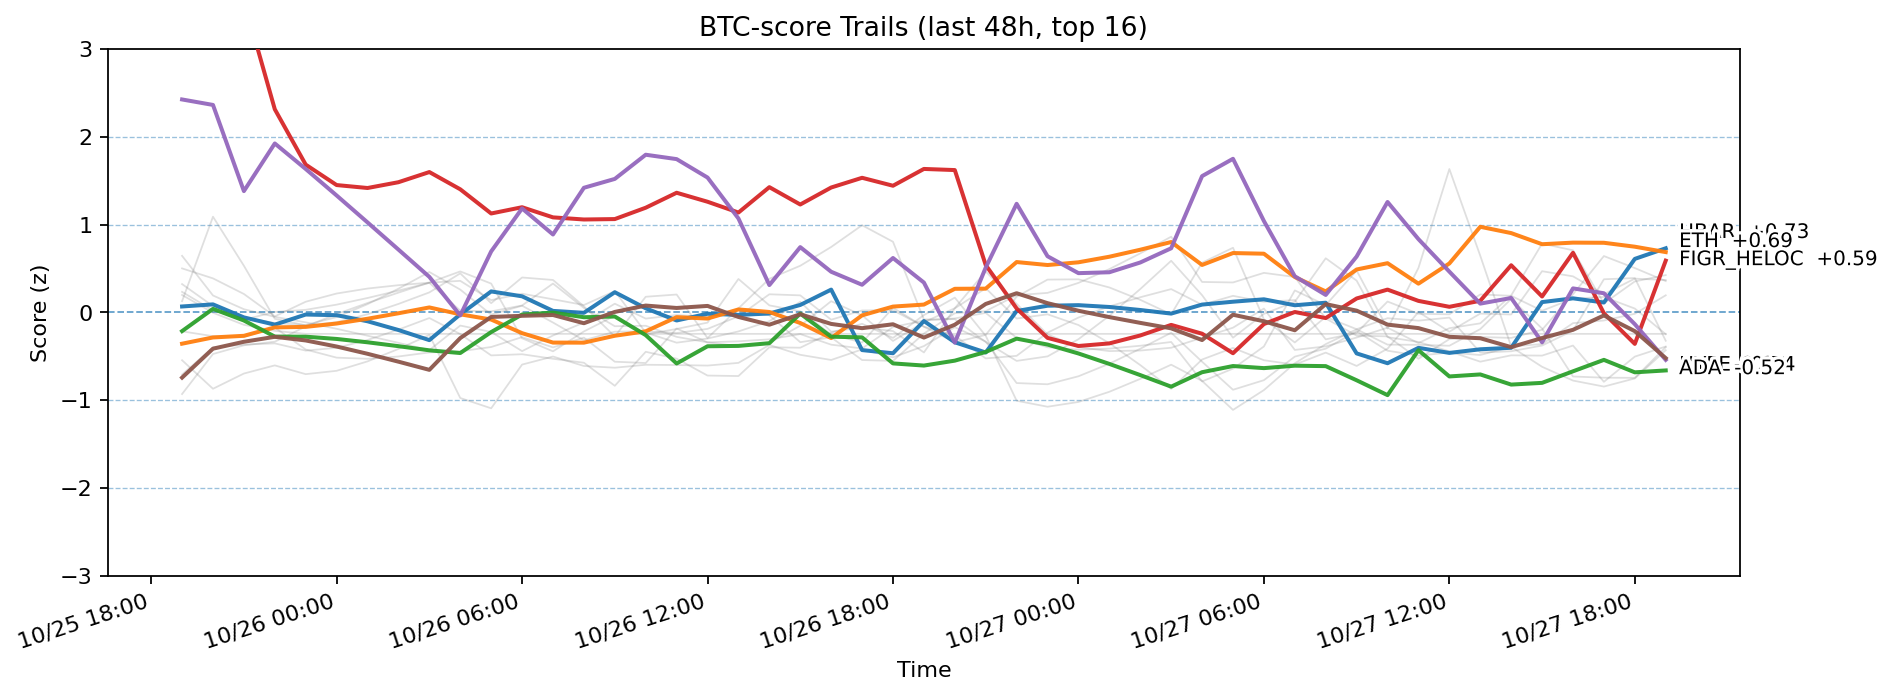 BTC-score Trails (last 48h, top 16)
Score (z)
3
2
1
0
−1
−2
−3
HBAR +0.73
ETH +0.69
FIGR_HELOC +0.59
ADA -0.52
10/25 18:00
10/26 00:00
10/26 06:00
10/26 12:00
10/26 18:00
10/27 00:00
10/27 06:00
10/27 12:00
10/27 18:00
Time